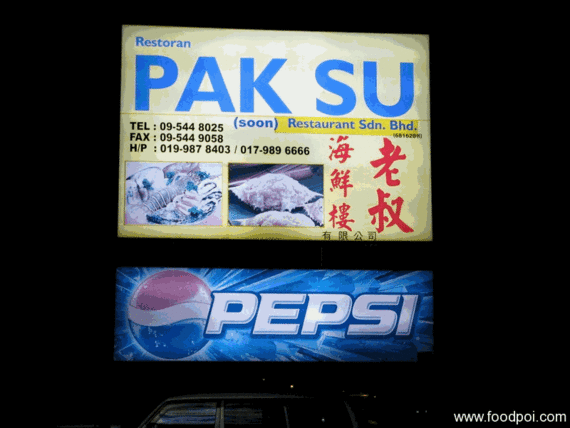 Restoran
PAK SU
(soon) Restaurant Sdn. Bhd.
TEL : 09-544 8025
FAX : 09-544 9058
H/P : 019-987 8403 / 017-989 6666
海鮮樓
老叔
有限公司
PEPSI
www.foodpoi.com